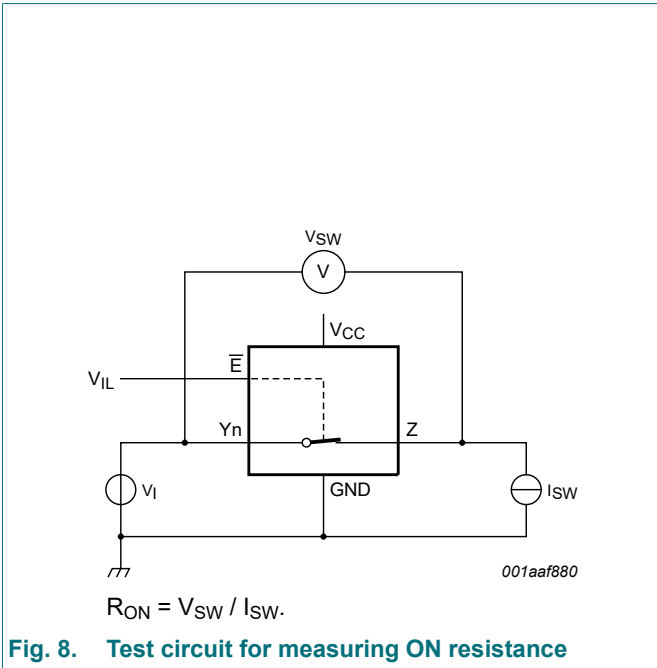 VSW
V
VCC
E
VIL
Yn
Z
VI
GND
ISW
001aaf880
RON = VSW / ISW.
Fig. 8. Test circuit for measuring ON resistance